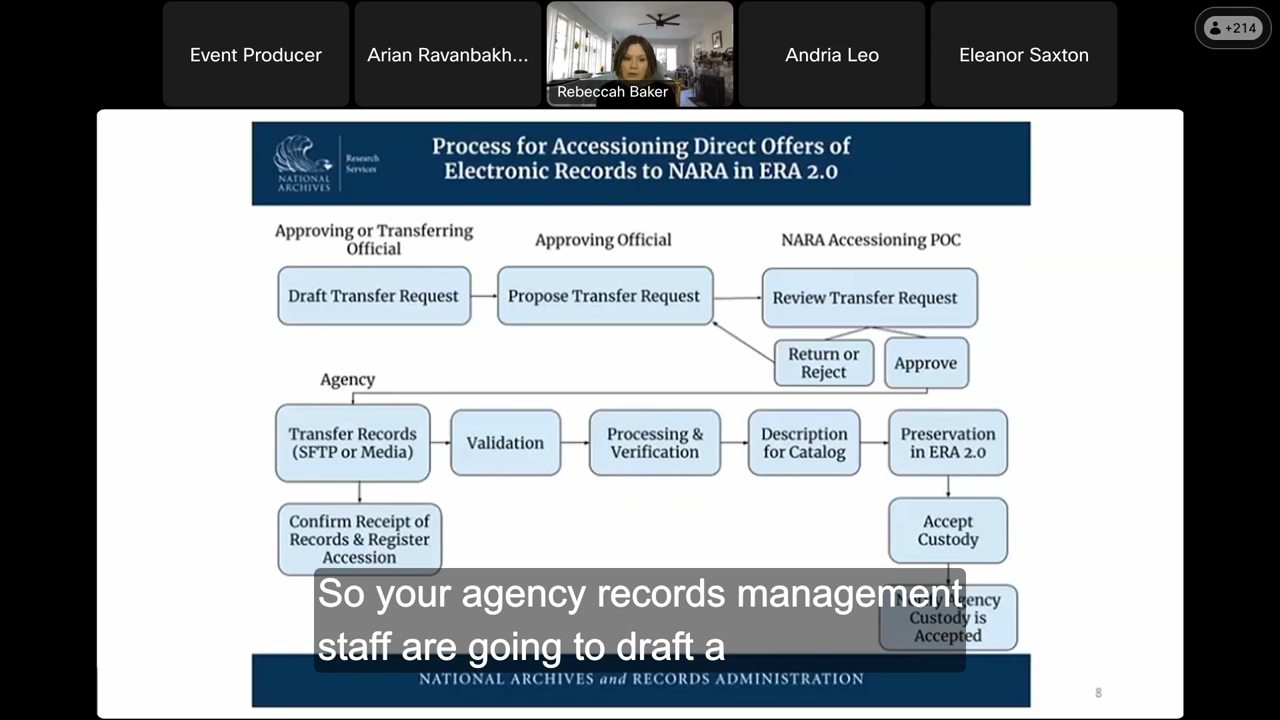 Event Producer
Arian Ravanbakh...
Rebeccah Baker
Andria Leo
Eleanor Saxton
+214
NATIONAL
ARCHIVES
Research
Services
Process for Accessioning Direct Offers of
Electronic Records to NARA in ERA 2.0
Approving or Transferring
Official
Approving Official
NARA Accessioning POC
Draft Transfer Request
Propose Transfer Request
Review Transfer Request
Return or
Reject
Approve
Agency
Transfer Records
(SFTP or Media)
Validation
Processing &
Verification
Description
for Catalog
Preservation
in ERA 2.0
Confirm Receipt of
Records & Register
Accession
Accept
Custody
Notify Agency
Custody is
Accepted
So your agency records management
staff are going to draft a
NATIONAL ARCHIVES and RECORDS ADMINISTRATION
8